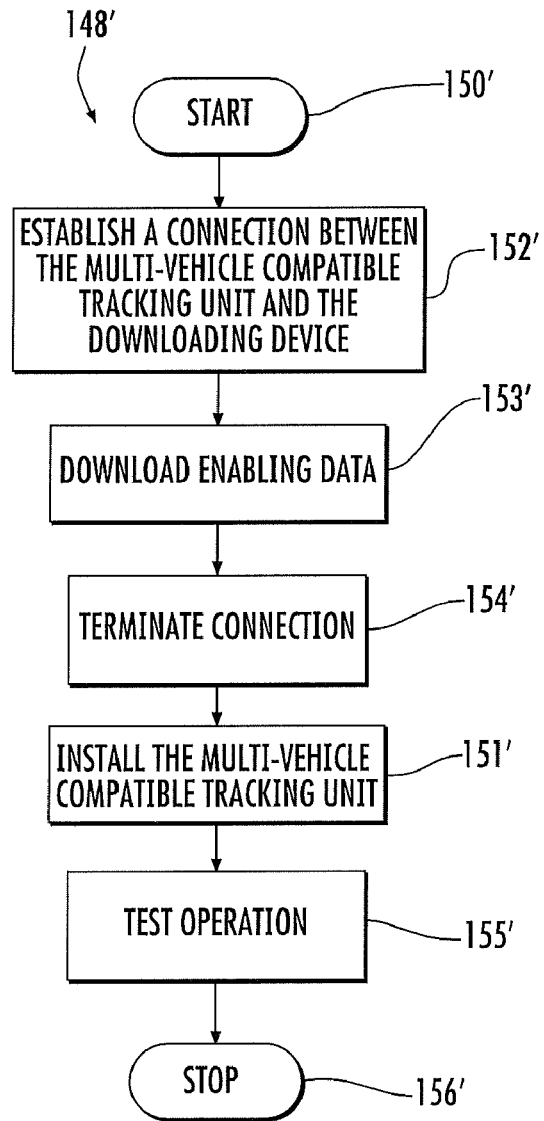 148'
START
150'
ESTABLISH A CONNECTION BETWEEN
THE MULTI-VEHICLE COMPATIBLE
TRACKING UNIT AND THE
DOWNLOADING DEVICE
152'
153'
DOWNLOAD ENABLING DATA
TERMINATE CONNECTION
154'
INSTALL THE MULTI-VEHICLE
COMPATIBLE TRACKING UNIT
151'
TEST OPERATION
155'
STOP
156'